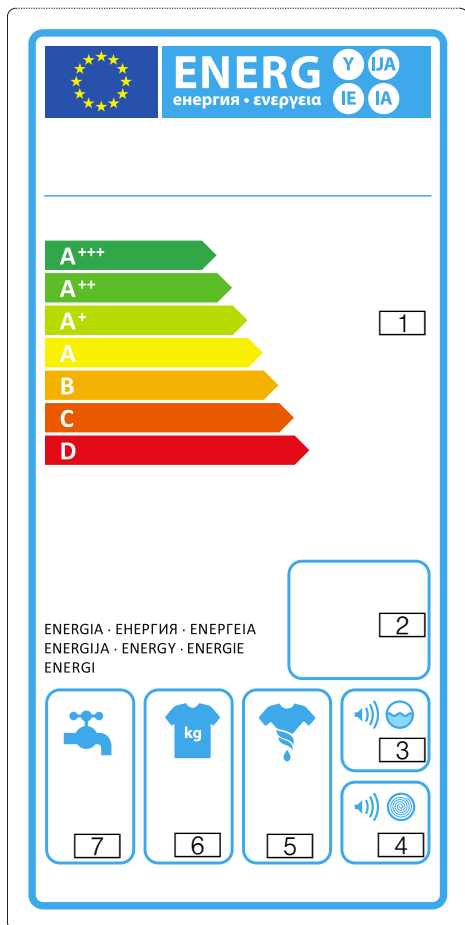 ENERG Y IJA
енергия · ενεργεια IE IA
A+++
A++
A+ 1
A
B
C
D
2
ENERGIA · ЕНЕРГИЯ · ΕΝΕΡΓΕΙΑ
ENERGIJA · ENERGY · ENERGIE
ENERGI
kg
3
7 6 5 4